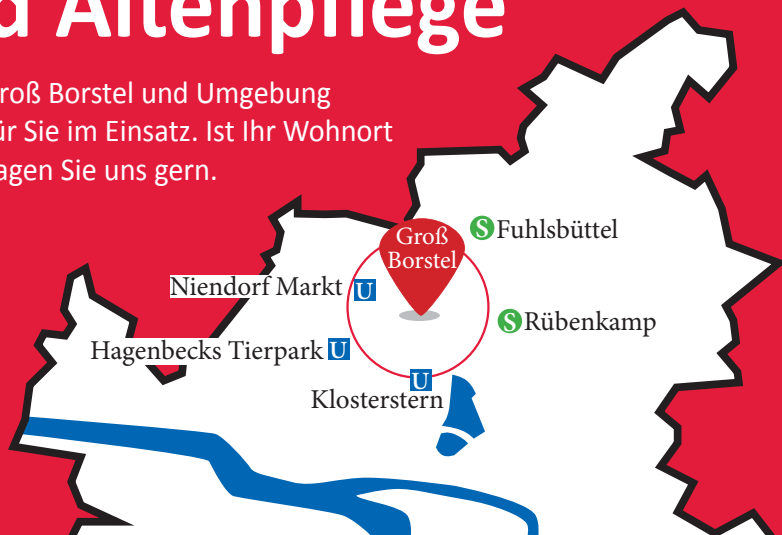 d Altenpflege
roß Borstel und Umgebung
ür Sie im Einsatz. Ist Ihr Wohnort
agen Sie uns gern.
Groß
Borstel
S Fuhlsbüttel
Niendorf Markt U
S Rübenkamp
Hagenbecks Tierpark U
U
Klosterstern